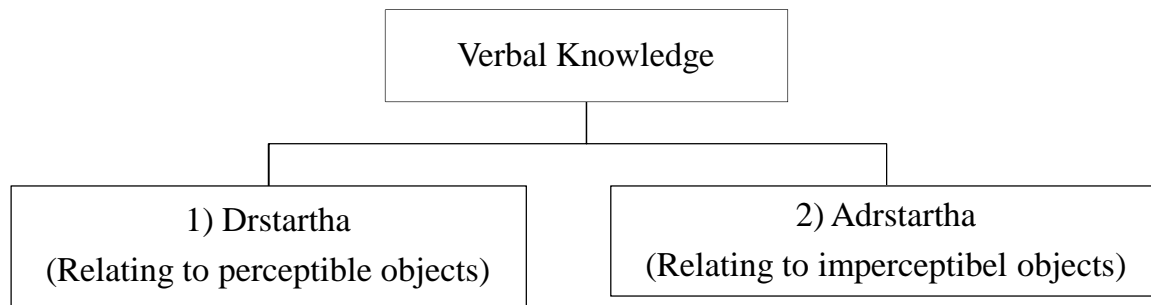 Verbal Knowledge
1) Drstartha
(Relating to perceptible objects)
2) Adrstartha
(Relating to imperceptibel objects)